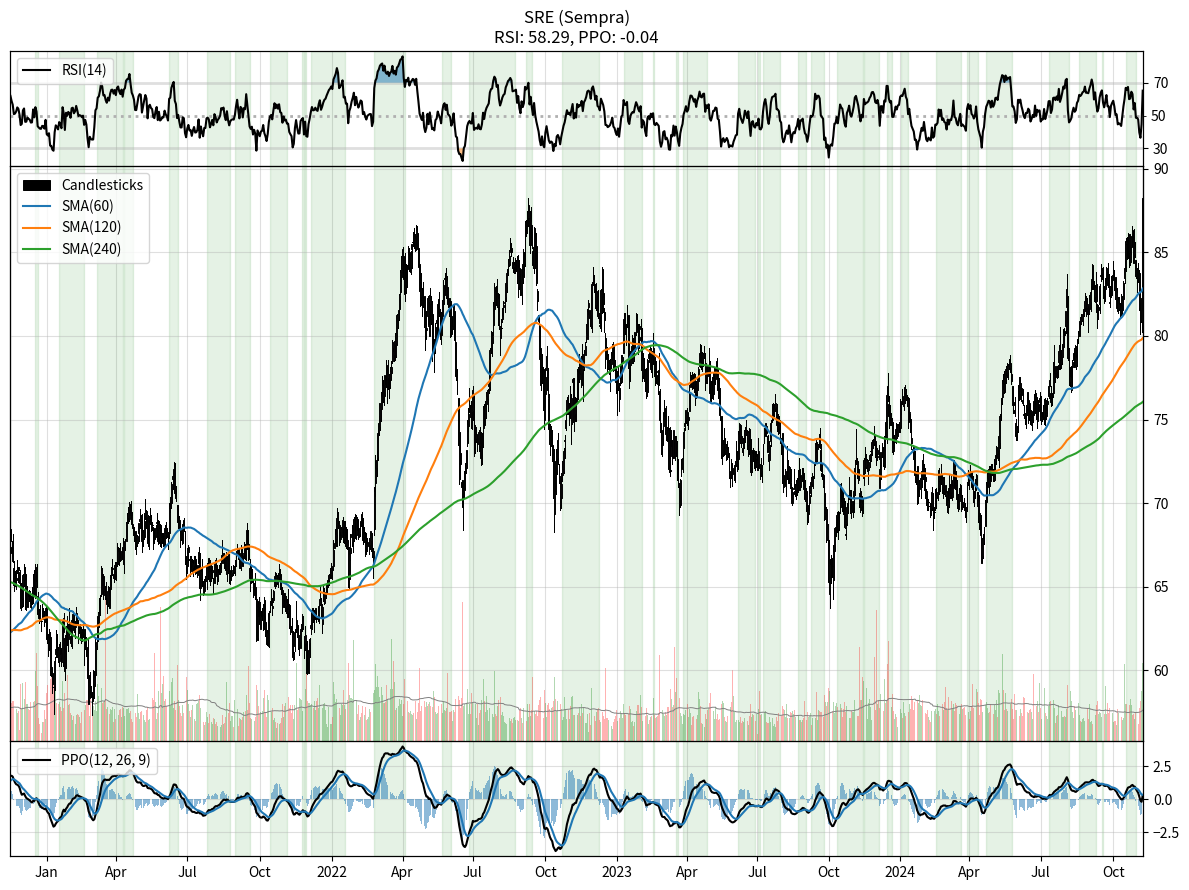 SRE (Sempra)
RSI: 58.29, PPO: -0.04
RSI(14)
70
50
30
Candlesticks
SMA(60)
SMA(120)
SMA(240)
90
85
80
75
70
65
60
PPO(12, 26, 9)
2.5
0.0
−2.5
Jan Apr Jul Oct 2022 Apr Jul Oct 2023 Apr Jul Oct 2024 Apr Jul Oct